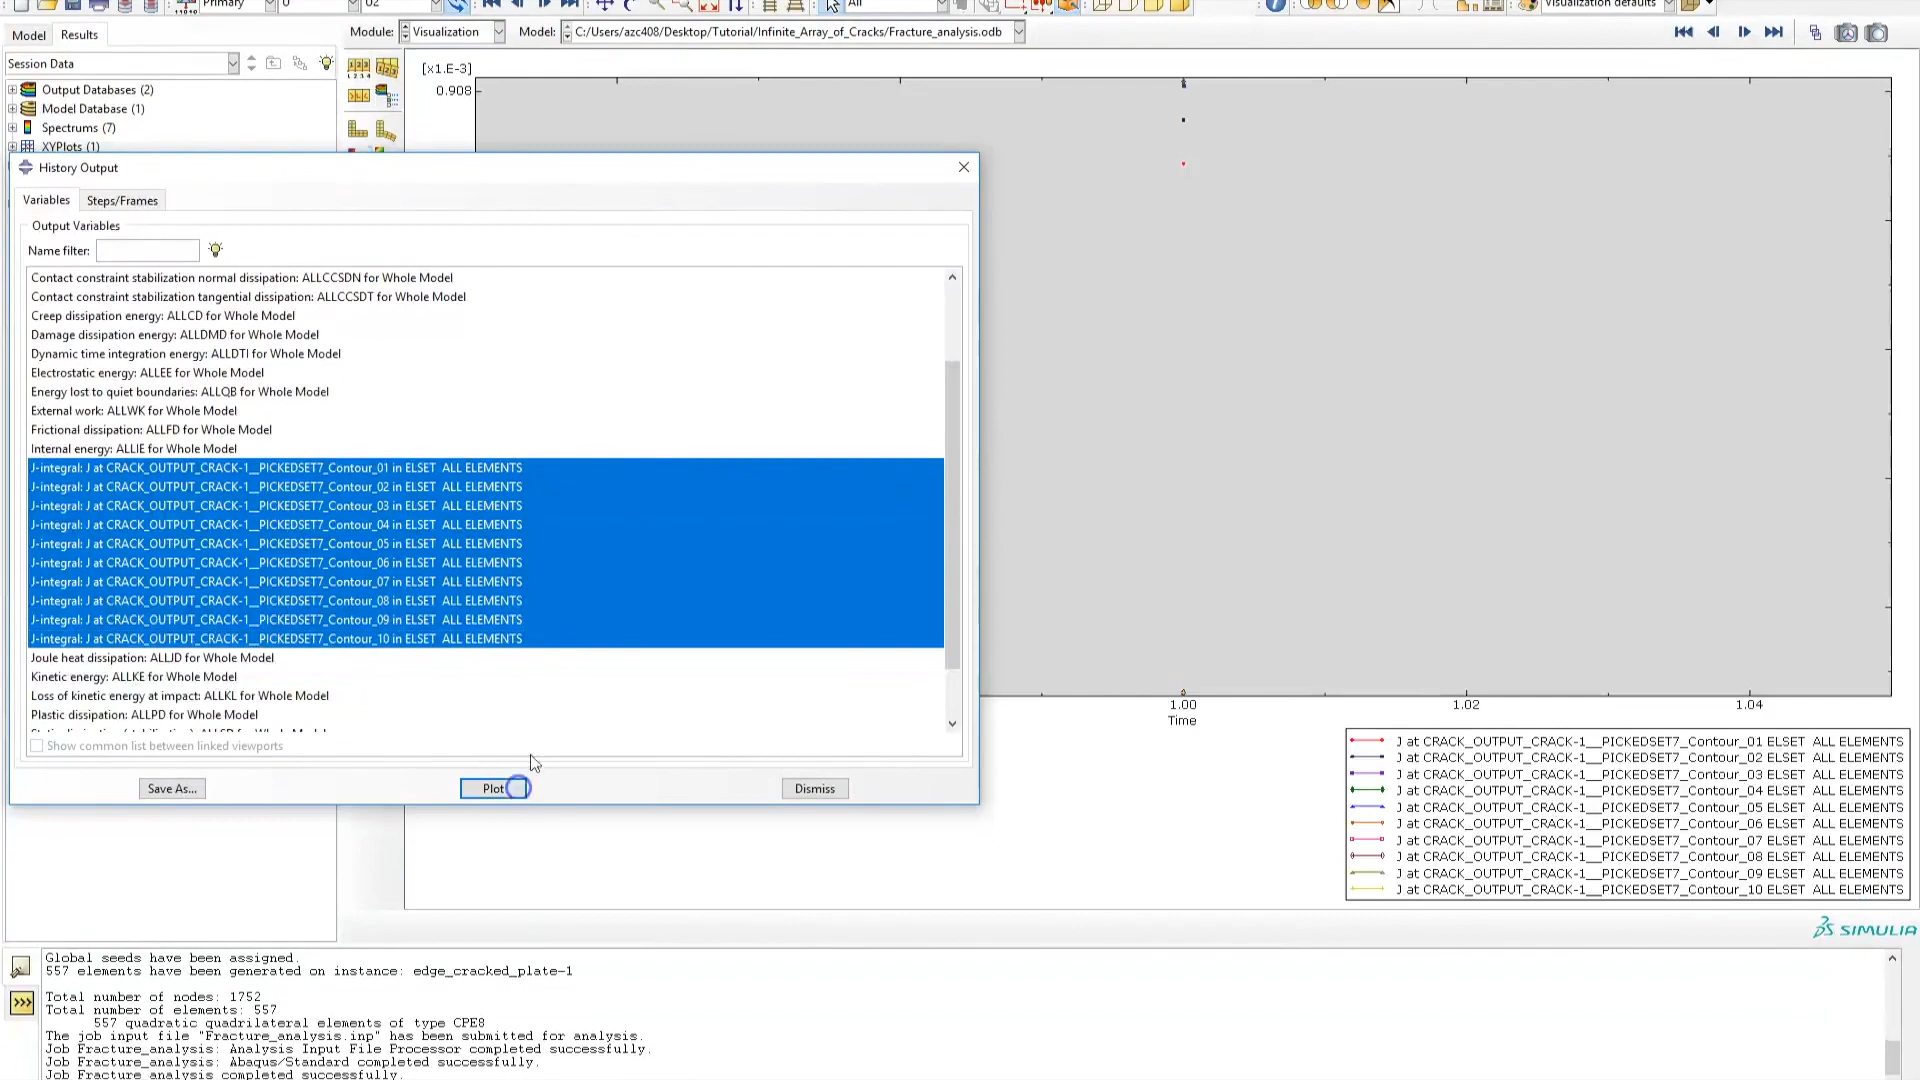 Primary
All
Visualization defaults
Model
Results
Module:
Visualization
Model:
C:/Users/azc408/Desktop/Tutorial/Infinite_Array_of_Cracks/Fracture_analysis.odb
Session Data
Output Databases (2)
Model Database (1)
Spectrums (7)
XYPlots (1)
[x1.E-3]
0.908
History Output
Variables
Steps/Frames
Output Variables
Name filter:
Contact constraint stabilization normal dissipation: ALLCCSDN for Whole Model
Contact constraint stabilization tangential dissipation: ALLCCSDT for Whole Model
Creep dissipation energy: ALLCD for Whole Model
Damage dissipation energy: ALLDMD for Whole Model
Dynamic time integration energy: ALLDTI for Whole Model
Electrostatic energy: ALLEE for Whole Model
Energy lost to quiet boundaries: ALLQB for Whole Model
External work: ALLWK for Whole Model
Frictional dissipation: ALLFD for Whole Model
Internal energy: ALLIE for Whole Model
J-integral: J at CRACK_OUTPUT_CRACK-1__PICKEDSET7_Contour_01 in ELSET  ALL ELEMENTS
J-integral: J at CRACK_OUTPUT_CRACK-1__PICKEDSET7_Contour_02 in ELSET  ALL ELEMENTS
J-integral: J at CRACK_OUTPUT_CRACK-1__PICKEDSET7_Contour_03 in ELSET  ALL ELEMENTS
J-integral: J at CRACK_OUTPUT_CRACK-1__PICKEDSET7_Contour_04 in ELSET  ALL ELEMENTS
J-integral: J at CRACK_OUTPUT_CRACK-1__PICKEDSET7_Contour_05 in ELSET  ALL ELEMENTS
J-integral: J at CRACK_OUTPUT_CRACK-1__PICKEDSET7_Contour_06 in ELSET  ALL ELEMENTS
J-integral: J at CRACK_OUTPUT_CRACK-1__PICKEDSET7_Contour_07 in ELSET  ALL ELEMENTS
J-integral: J at CRACK_OUTPUT_CRACK-1__PICKEDSET7_Contour_08 in ELSET  ALL ELEMENTS
J-integral: J at CRACK_OUTPUT_CRACK-1__PICKEDSET7_Contour_09 in ELSET  ALL ELEMENTS
J-integral: J at CRACK_OUTPUT_CRACK-1__PICKEDSET7_Contour_10 in ELSET  ALL ELEMENTS
Joule heat dissipation: ALLJD for Whole Model
Kinetic energy: ALLKE for Whole Model
Loss of kinetic energy at impact: ALLKL for Whole Model
Plastic dissipation: ALLPD for Whole Model
Show common list between linked viewports
Save As...
Plot
Dismiss
1.00
1.02
1.04
Time
J at CRACK_OUTPUT_CRACK-1__PICKEDSET7_Contour_01 ELSET  ALL ELEMENTS
J at CRACK_OUTPUT_CRACK-1__PICKEDSET7_Contour_02 ELSET  ALL ELEMENTS
J at CRACK_OUTPUT_CRACK-1__PICKEDSET7_Contour_03 ELSET  ALL ELEMENTS
J at CRACK_OUTPUT_CRACK-1__PICKEDSET7_Contour_04 ELSET  ALL ELEMENTS
J at CRACK_OUTPUT_CRACK-1__PICKEDSET7_Contour_05 ELSET  ALL ELEMENTS
J at CRACK_OUTPUT_CRACK-1__PICKEDSET7_Contour_06 ELSET  ALL ELEMENTS
J at CRACK_OUTPUT_CRACK-1__PICKEDSET7_Contour_07 ELSET  ALL ELEMENTS
J at CRACK_OUTPUT_CRACK-1__PICKEDSET7_Contour_08 ELSET  ALL ELEMENTS
J at CRACK_OUTPUT_CRACK-1__PICKEDSET7_Contour_09 ELSET  ALL ELEMENTS
J at CRACK_OUTPUT_CRACK-1__PICKEDSET7_Contour_10 ELSET  ALL ELEMENTS
SIMULIA
Global seeds have been assigned.
557 elements have been generated on instance: edge_cracked_plate-1
Total number of nodes: 1752
Total number of elements: 557
557 quadratic quadrilateral elements of type CPE8
The job input file "Fracture_analysis.inp" has been submitted for analysis.
Job Fracture_analysis: Analysis Input File Processor completed successfully.
Job Fracture_analysis: Abaqus/Standard completed successfully.
Job Fracture_analysis completed successfully.